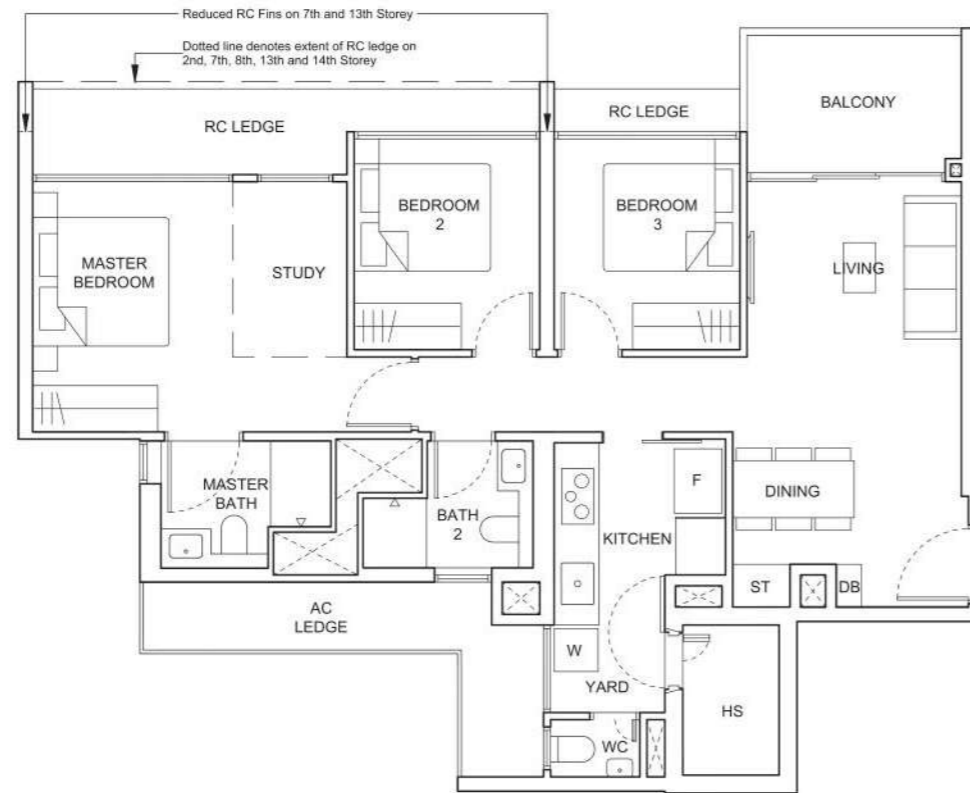 Reduced RC Fins on 7th and 13th Storey
Dotted line denotes extent of RC ledge on
2nd, 7th, 8th, 13th and 14th Storey
RC LEDGE
RC LEDGE
BALCONY
BEDROOM
2
BEDROOM
3
MASTER
BEDROOM
STUDY
LIVING
MASTER
BATH
BATH
2
F
KITCHEN
DINING
ST
DB
AC
LEDGE
W
YARD
HS
WC